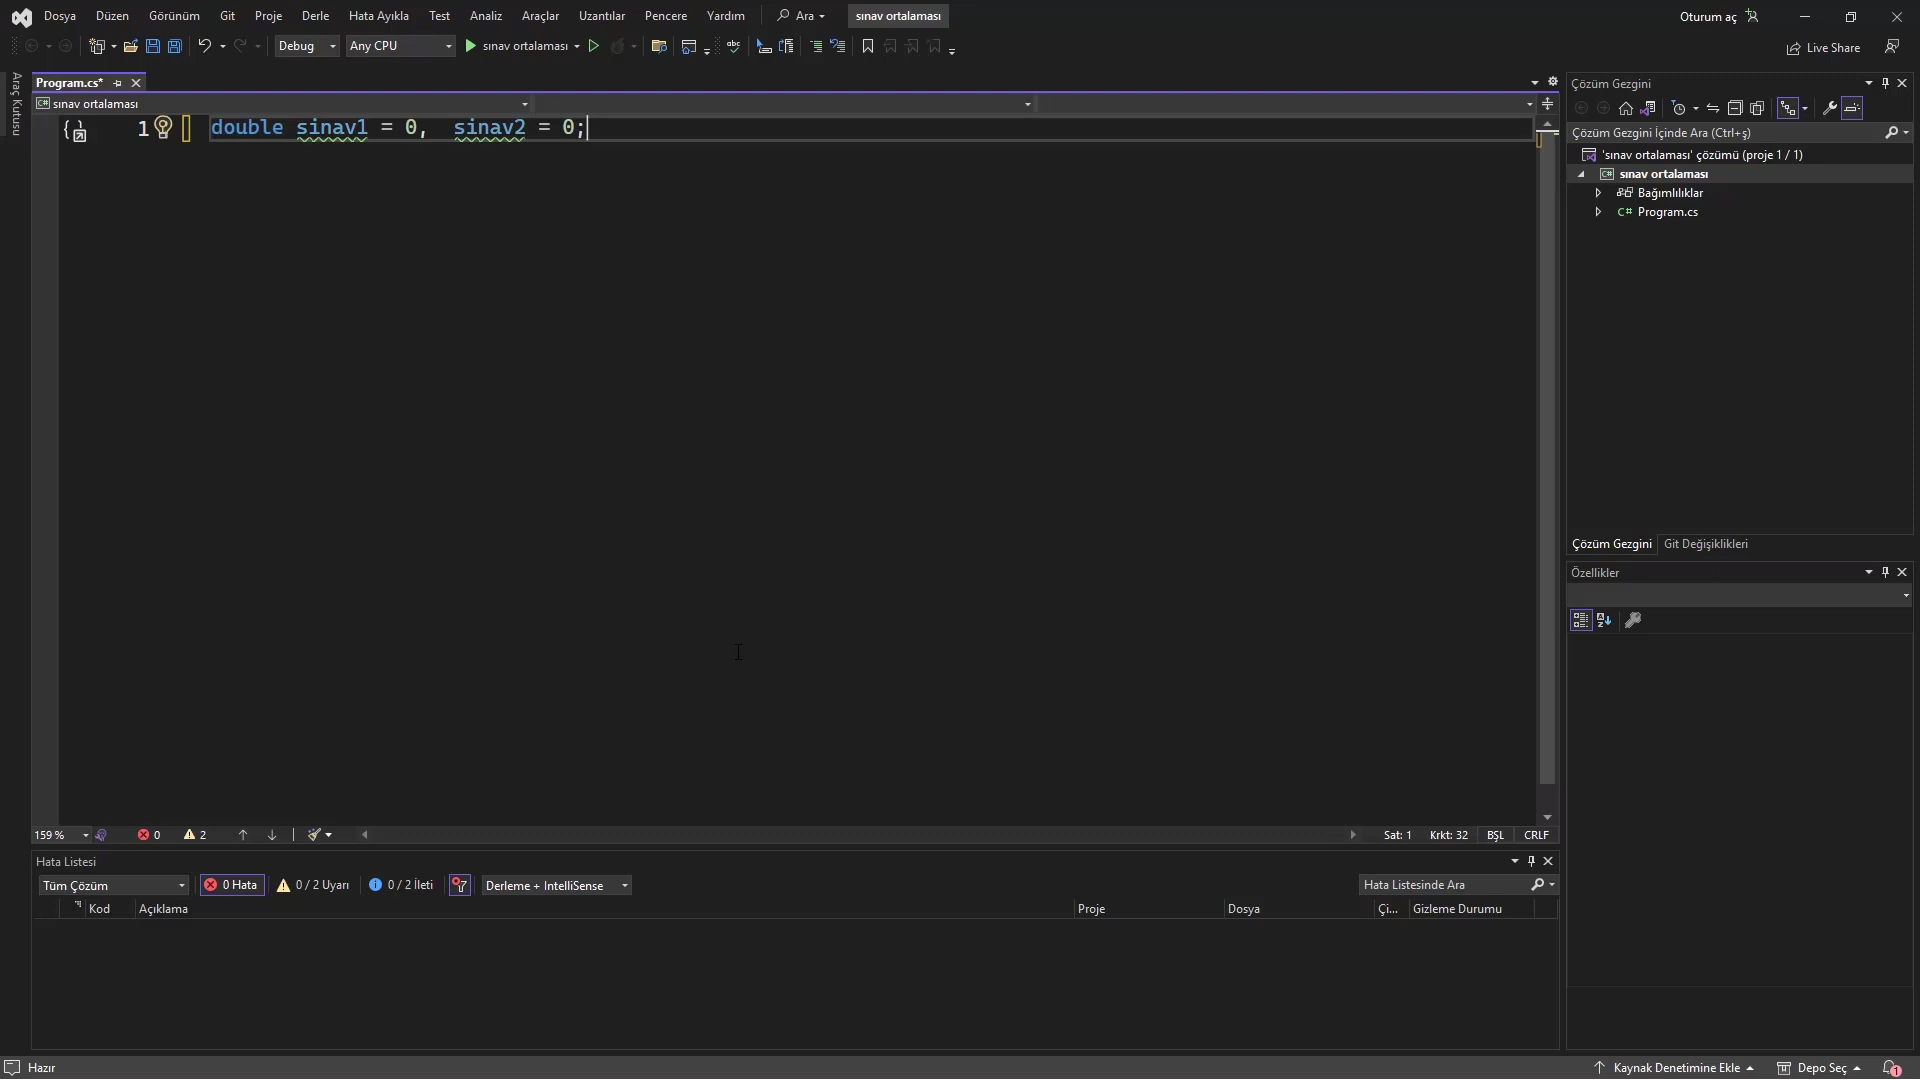 Dosya Düzen Görünüm Git Proje Derle Hata Ayıkla Test Analiz Araçlar Uzantılar Pencere Yardım Ara sınav ortalaması Oturum aç
Debug Any CPU sınav ortalaması Live Share
Araç Kutusu
Program.cs*
C# sınav ortalaması
1 double sinav1 = 0,  sinav2 = 0;
Çözüm Gezgini
Çözüm Gezgini İçinde Ara (Ctrl+ş)
'sınav ortalaması' çözümü (proje 1 / 1)
C# sınav ortalaması
Bağımlılıklar
C# Program.cs
Çözüm Gezgini Git Değişiklikleri
Özellikler
159 % 0 2 Sat: 1 Krkt: 32 BŞL CRLF
Hata Listesi
Tüm Çözüm 0 Hata 0 / 2 Uyarı 0 / 2 İleti Derleme + IntelliSense Hata Listesinde Ara
Kod Açıklama Proje Dosya Çi... Gizleme Durumu
Hazır Kaynak Denetimine Ekle Depo Seç 1